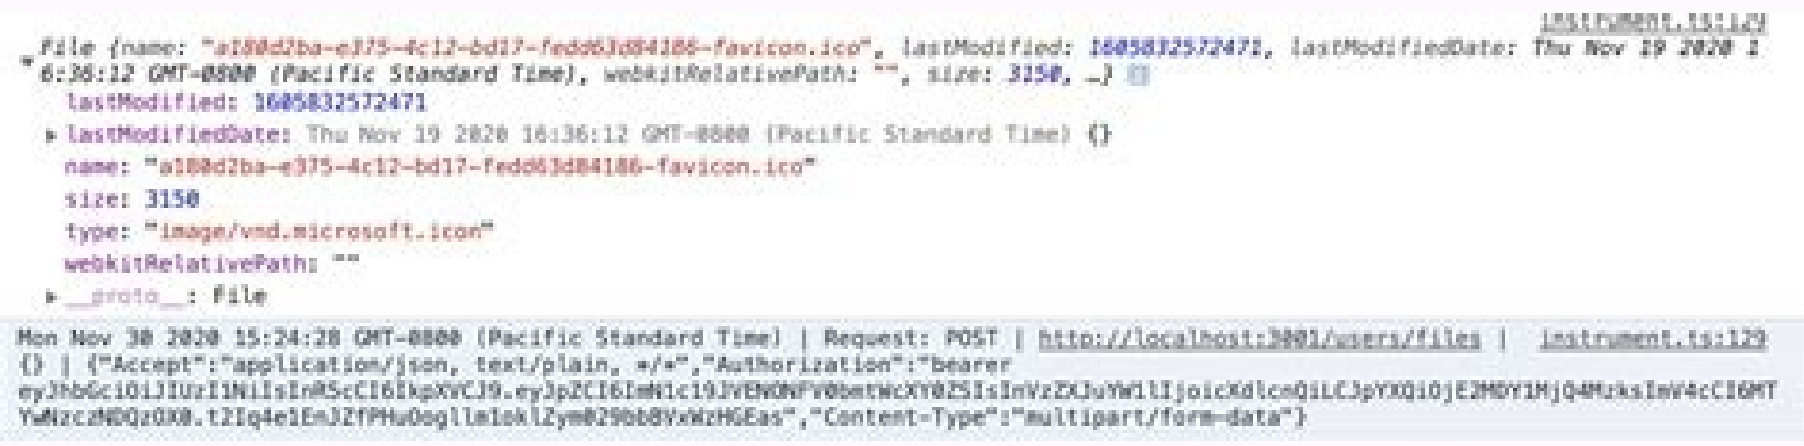 instrument.ts:129
File {name: "a180d2ba-e375-4c12-bd17-fedd63d84186-favicon.ico", lastModified: 1605832572471, lastModifiedDate: Thu Nov 19 2020 1
6:36:12 GMT-0800 (Pacific Standard Time), webkitRelativePath: "", size: 3150, …}
lastModified: 1605832572471
lastModifiedDate: Thu Nov 19 2020 16:36:12 GMT-0800 (Pacific Standard Time) {}
name: "a180d2ba-e375-4c12-bd17-fedd63d84186-favicon.ico"
size: 3150
type: "image/vnd.microsoft.icon"
webkitRelativePath: ""
__proto__: File
Mon Nov 30 2020 15:24:28 GMT-0800 (Pacific Standard Time) | Request: POST | http://localhost:3001/users/files | instrument.ts:129
{} | {"Accept":"application/json, text/plain, */*","Authorization":"bearer
","Content-Type":"multipart/form-data"}